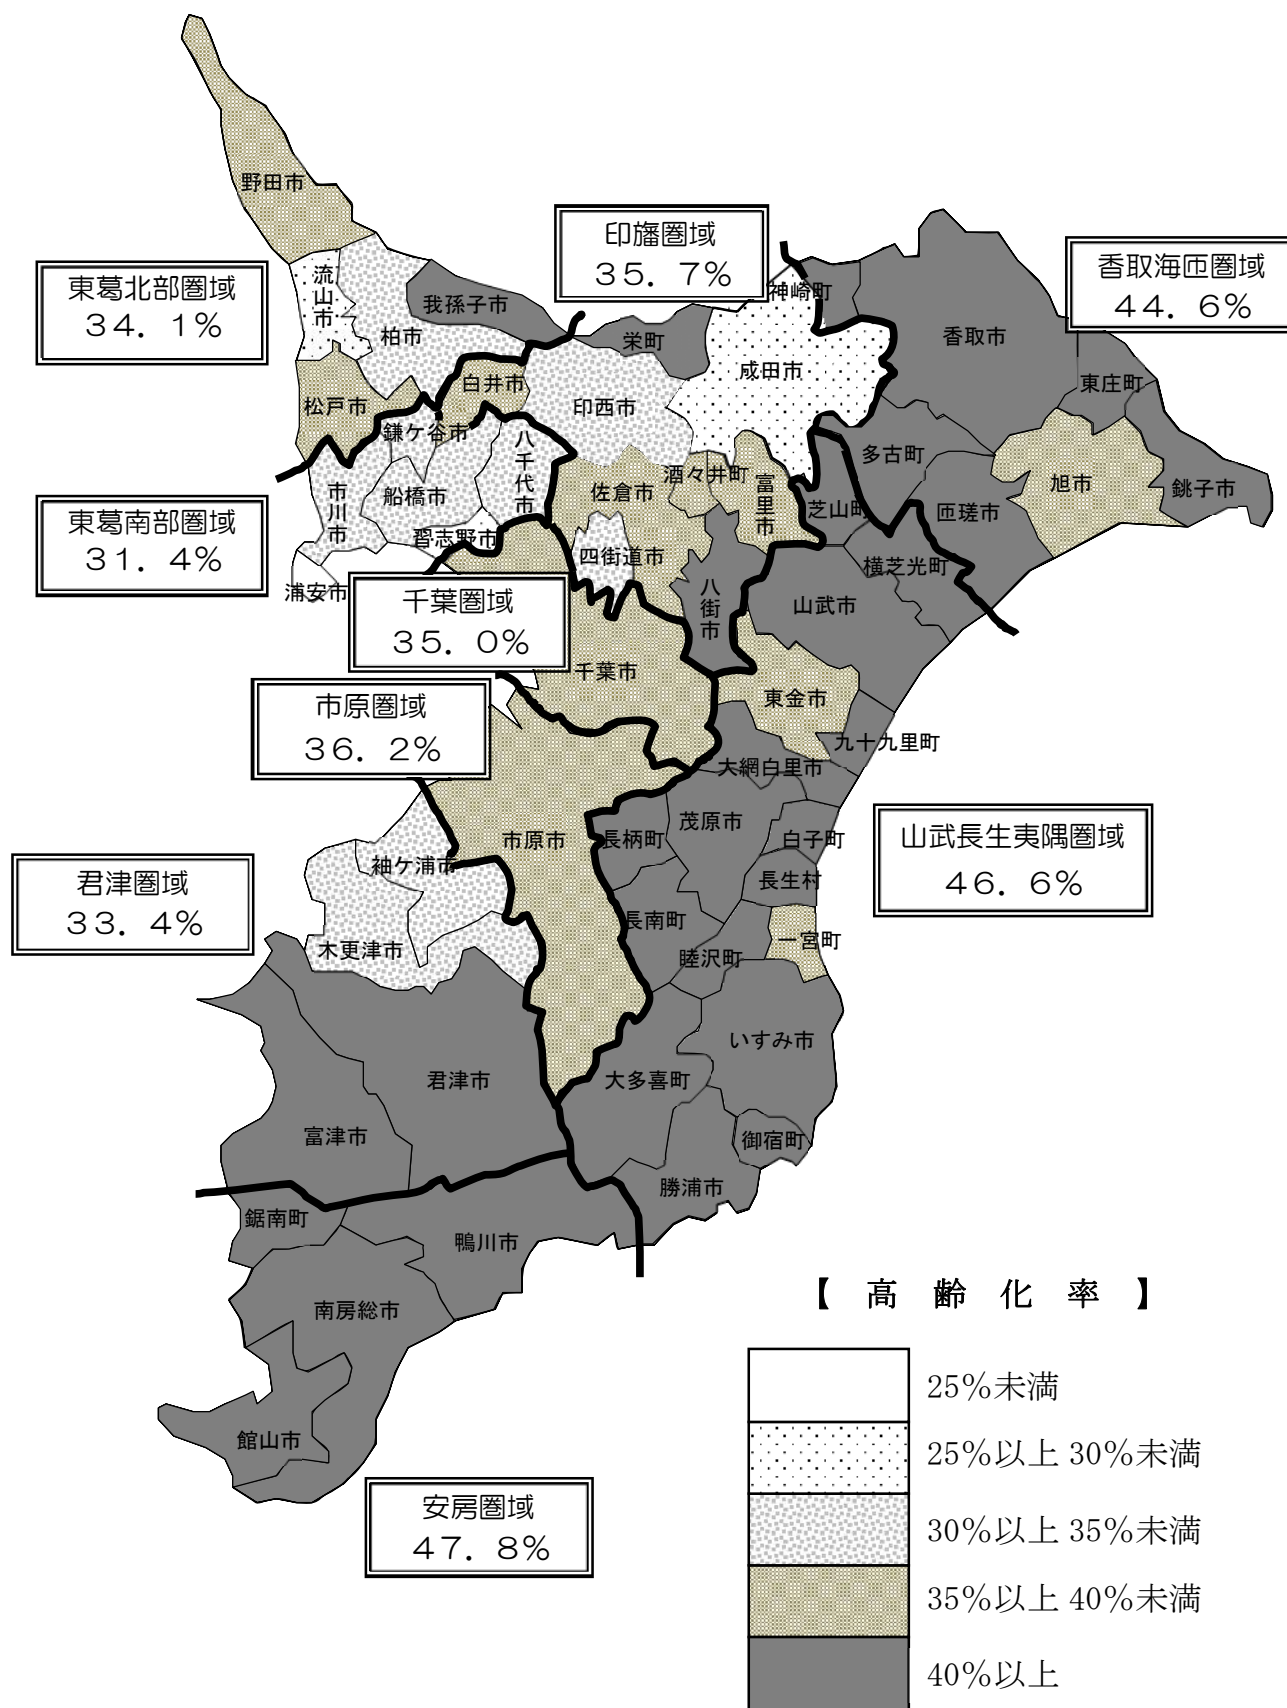 野田市
印旛圏域
35．7％
東葛北部圏域
34．1％
香取海匝圏域
44．6％
流山市
柏市
我孫子市
栄町
神崎町
成田市
香取市
東庄町
松戸市
白井市
印西市
鎌ケ谷市
八千代市
船橋市
市川市
習志野市
浦安市
佐倉市
酒々井町
富里市
四街道市
八街市
多古町
芝山町
匝瑳市
旭市
銚子市
横芝光町
山武市
東葛南部圏域
31．4％
千葉圏域
35．0％
千葉市
東金市
九十九里町
大網白里市
市原圏域
36．2％
市原市
長柄町
茂原市
白子町
長生村
山武長生夷隅圏域
46．6％
君津圏域
33．4％
袖ケ浦市
木更津市
長南町
睦沢町
一宮町
いすみ市
君津市
大多喜町
富津市
御宿町
勝浦市
鋸南町
鴨川市
南房総市
館山市
安房圏域
47．8％
【高齢化率】
25％未満
25％以上 30％未満
30％以上 35％未満
35％以上 40％未満
40％以上